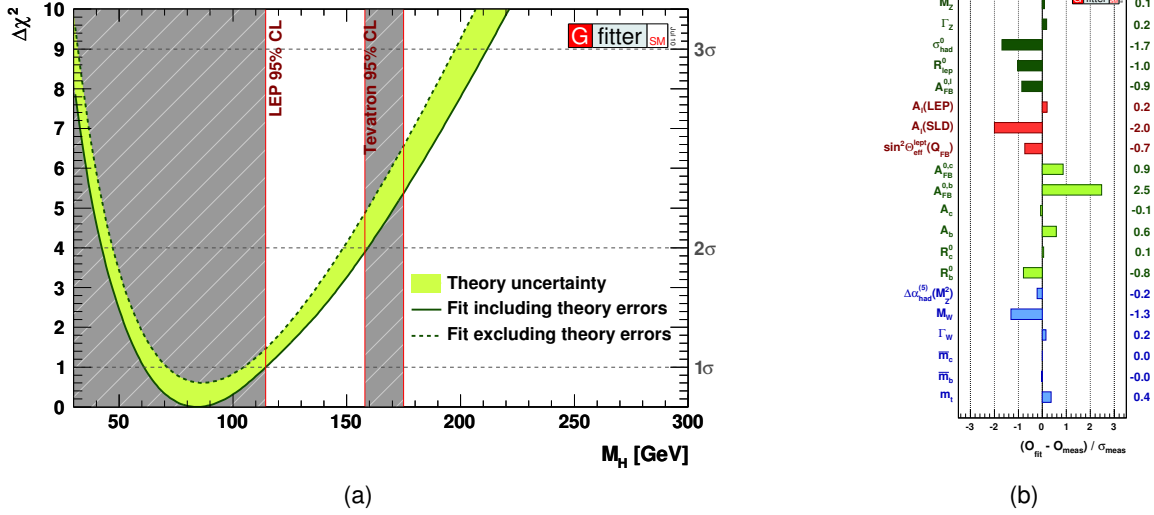 Δχ²
10
9
8
7
6
5
4
3
2
1
0
LEP 95% CL
Tevatron 95% CL
G fitter SM
3σ
2σ
1σ
Theory uncertainty
Fit including theory errors
Fit excluding theory errors
50 100 150 200 250 300
M_H [GeV]
(a)
G fitter
M_Z 0.1
Γ_Z 0.2
σ⁰_had -1.7
R⁰_lep -1.0
A^{0,l}_FB -0.9
A_l(LEP) 0.2
A_l(SLD) -2.0
sin²Θ^lept_eff(Q_FB) -0.7
A^{0,c}_FB 0.9
A^{0,b}_FB 2.5
A_c -0.1
A_b 0.6
R⁰_c 0.1
R⁰_b -0.8
Δα^{(5)}_had(M²_Z) -0.2
M_W -1.3
Γ_W 0.2
m̅_c 0.0
m̅_b -0.0
m_t 0.4
-3 -2 -1 0 1 2 3
(O_fit - O_meas) / σ_meas
(b)